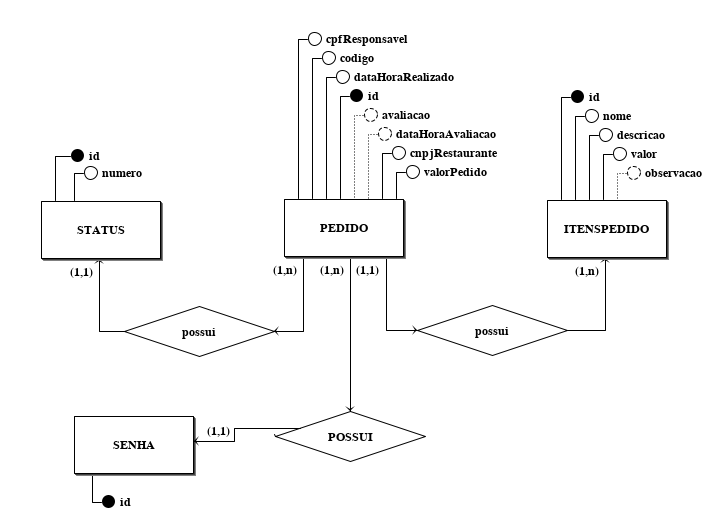 cpfResponsavel
codigo
dataHoraRealizado
id
avaliacao
dataHoraAvaliacao
cnpjRestaurante
valorPedido
id
nome
descricao
valor
observacao
id
numero
STATUS
PEDIDO
ITENSPEDIDO
(1,1)
(1,n)
(1,n)
(1,1)
(1,n)
possui
possui
(1,1)
POSSUI
SENHA
id